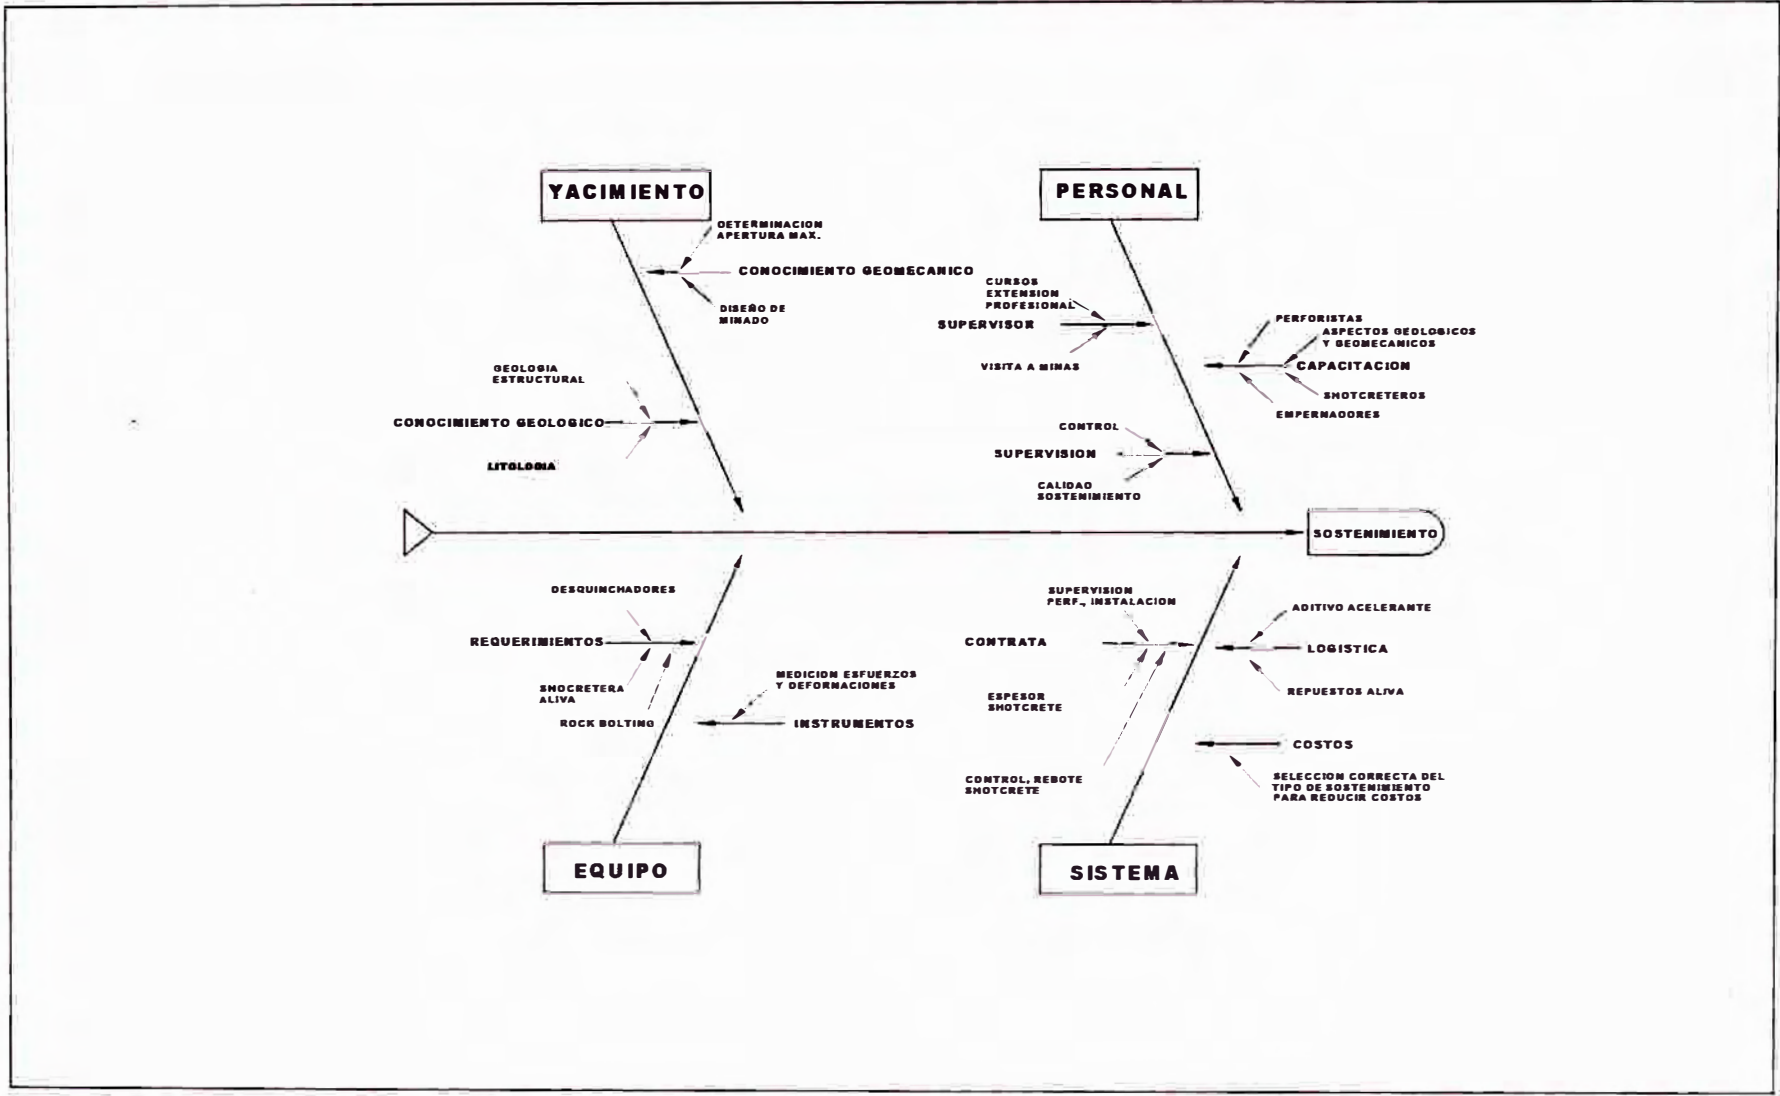 YACIMIENTO
PERSONAL
DETERMINACION
APERTURA MAX.
CONOCIMIENTO GEOMECANICO
DISEÑO DE
MINADO
GEOLOGIA
ESTRUCTURAL
CONOCIMIENTO GEOLOGICO
LITOLOGIA
CURSOS
EXTENSION
PROFESIONAL
SUPERVISOR
VISITA A MINAS
PERFORISTAS
ASPECTOS GEOLOGICOS
Y GEOMECANICOS
CAPACITACION
SHOTCRETEROS
EMPERNADORES
CONTROL
SUPERVISION
CALIDAD
SOSTENIMIENTO
SOSTENIMIENTO
DESQUINCHADORES
REQUERIMIENTOS
SHOCRETERA
ALIVA
ROCK BOLTING
MEDICION ESFUERZOS
Y DEFORNACIONES
INSTRUMENTOS
SUPERVISION
PERF., INSTALACION
CONTRATA
ESPESOR
SHOTCRETE
CONTROL, REBOTE
SHOTCRETE
ADITIVO ACELERANTE
LOGISTICA
REPUESTOS ALIVA
COSTOS
SELECCION CORRECTA DEL
TIPO DE SOSTENIMIENTO
PARA REDUCIR COSTOS
EQUIPO
SISTEMA